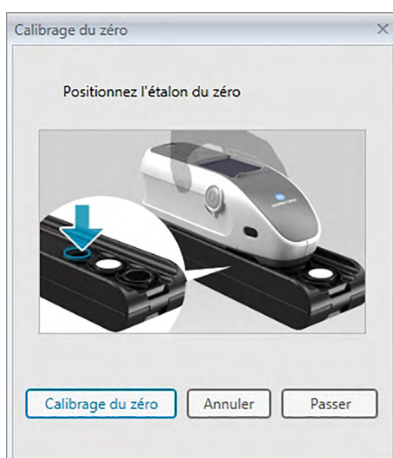 Calibrage du zéro
Positionnez l'étalon du zéro
Calibrage du zéro
Annuler
Passer